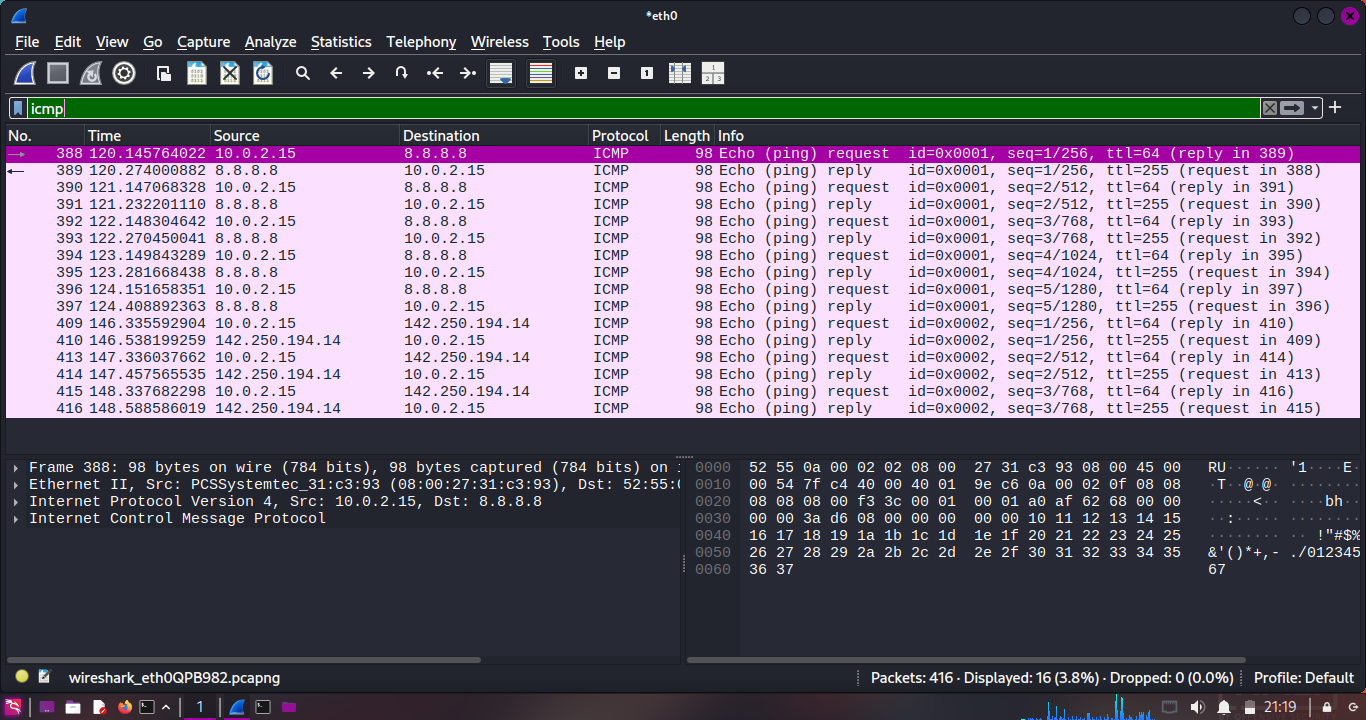 *eth0
File Edit View Go Capture Analyze Statistics Telephony Wireless Tools Help
icmp
No. Time Source Destination Protocol Length Info
388 120.145764022 10.0.2.15 8.8.8.8 ICMP 98 Echo (ping) request id=0x0001, seq=1/256, ttl=64 (reply in 389)
389 120.274000882 8.8.8.8 10.0.2.15 ICMP 98 Echo (ping) reply id=0x0001, seq=1/256, ttl=255 (request in 388)
390 121.147068328 10.0.2.15 8.8.8.8 ICMP 98 Echo (ping) request id=0x0001, seq=2/512, ttl=64 (reply in 391)
391 121.232201110 8.8.8.8 10.0.2.15 ICMP 98 Echo (ping) reply id=0x0001, seq=2/512, ttl=255 (request in 390)
392 122.148304642 10.0.2.15 8.8.8.8 ICMP 98 Echo (ping) request id=0x0001, seq=3/768, ttl=64 (reply in 393)
393 122.270450041 8.8.8.8 10.0.2.15 ICMP 98 Echo (ping) reply id=0x0001, seq=3/768, ttl=255 (request in 392)
394 123.149843289 10.0.2.15 8.8.8.8 ICMP 98 Echo (ping) request id=0x0001, seq=4/1024, ttl=64 (reply in 395)
395 123.281668438 8.8.8.8 10.0.2.15 ICMP 98 Echo (ping) reply id=0x0001, seq=4/1024, ttl=255 (request in 394)
396 124.151658351 10.0.2.15 8.8.8.8 ICMP 98 Echo (ping) request id=0x0001, seq=5/1280, ttl=64 (reply in 397)
397 124.408892363 8.8.8.8 10.0.2.15 ICMP 98 Echo (ping) reply id=0x0001, seq=5/1280, ttl=255 (request in 396)
409 146.335592904 10.0.2.15 142.250.194.14 ICMP 98 Echo (ping) request id=0x0002, seq=1/256, ttl=64 (reply in 410)
410 146.538199259 142.250.194.14 10.0.2.15 ICMP 98 Echo (ping) reply id=0x0002, seq=1/256, ttl=255 (request in 409)
413 147.336037662 10.0.2.15 142.250.194.14 ICMP 98 Echo (ping) request id=0x0002, seq=2/512, ttl=64 (reply in 414)
414 147.457565535 142.250.194.14 10.0.2.15 ICMP 98 Echo (ping) reply id=0x0002, seq=2/512, ttl=255 (request in 413)
415 148.337682298 10.0.2.15 142.250.194.14 ICMP 98 Echo (ping) request id=0x0002, seq=3/768, ttl=64 (reply in 416)
416 148.588586019 142.250.194.14 10.0.2.15 ICMP 98 Echo (ping) reply id=0x0002, seq=3/768, ttl=255 (request in 415)
Frame 388: 98 bytes on wire (784 bits), 98 bytes captured (784 bits) on i
Ethernet II, Src: PCSSystemtec_31:c3:93 (08:00:27:31:c3:93), Dst: 52:55:0
Internet Protocol Version 4, Src: 10.0.2.15, Dst: 8.8.8.8
Internet Control Message Protocol
0000 52 55 0a 00 02 02 08 00 27 31 c3 93 08 00 45 00 RU······ '1····E·
0010 00 54 7f c4 40 00 40 01 9e c6 0a 00 02 0f 08 08 ·T··@·@· ········
0020 08 08 08 00 f3 3c 00 01 00 01 a0 af 62 68 00 00 ·····<·· ····bh··
0030 00 00 3a d6 08 00 00 00 00 00 10 11 12 13 14 15 ··:····· ········
0040 16 17 18 19 1a 1b 1c 1d 1e 1f 20 21 22 23 24 25 ········ ·· !"#$%
0050 26 27 28 29 2a 2b 2c 2d 2e 2f 30 31 32 33 34 35 &'()*+,- ./012345
0060 36 37 67
wireshark_eth0QPB982.pcapng Packets: 416 · Displayed: 16 (3.8%) · Dropped: 0 (0.0%) Profile: Default
1 21:19